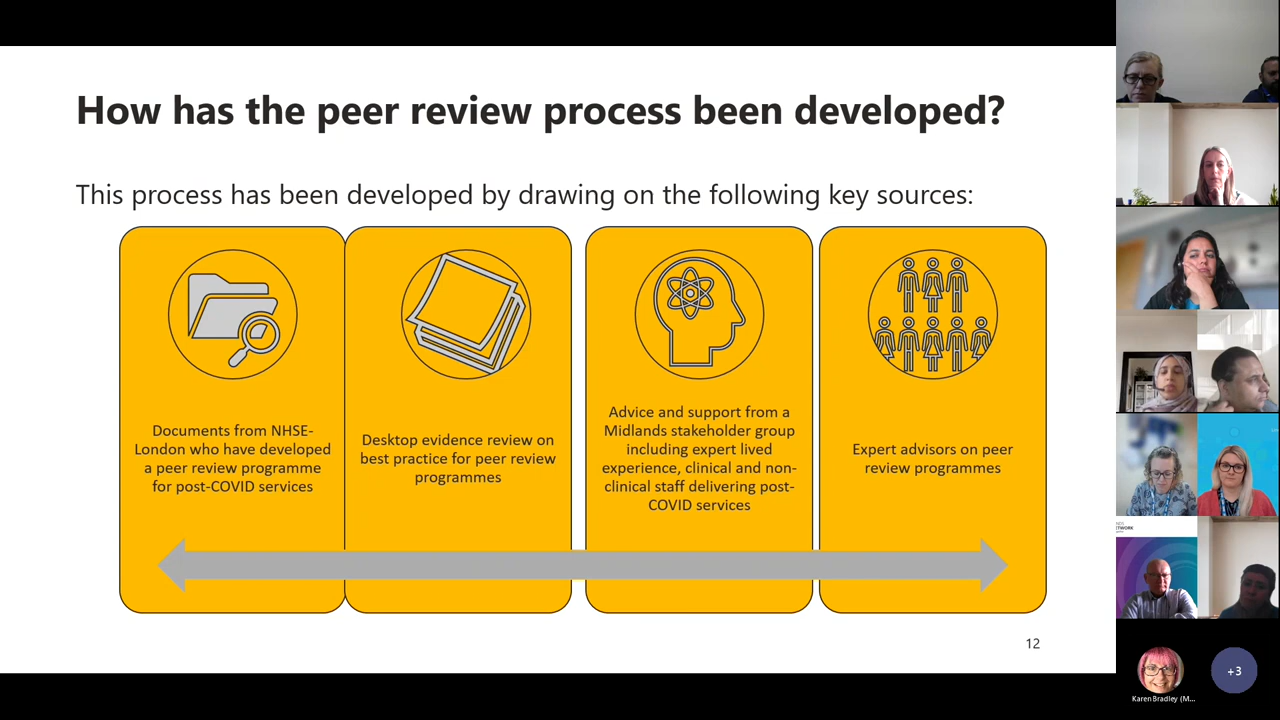 How has the peer review process been developed?
This process has been developed by drawing on the following key sources:
Documents from NHSE-
London who have developed
a peer review programme
for post-COVID services
Desktop evidence review on
best practice for peer review
programmes
Advice and support from a
Midlands stakeholder group
including expert lived
experience, clinical and non-
clinical staff delivering post-
COVID services
Expert advisors on peer
review programmes
12
Karen Bradley (M...
+3